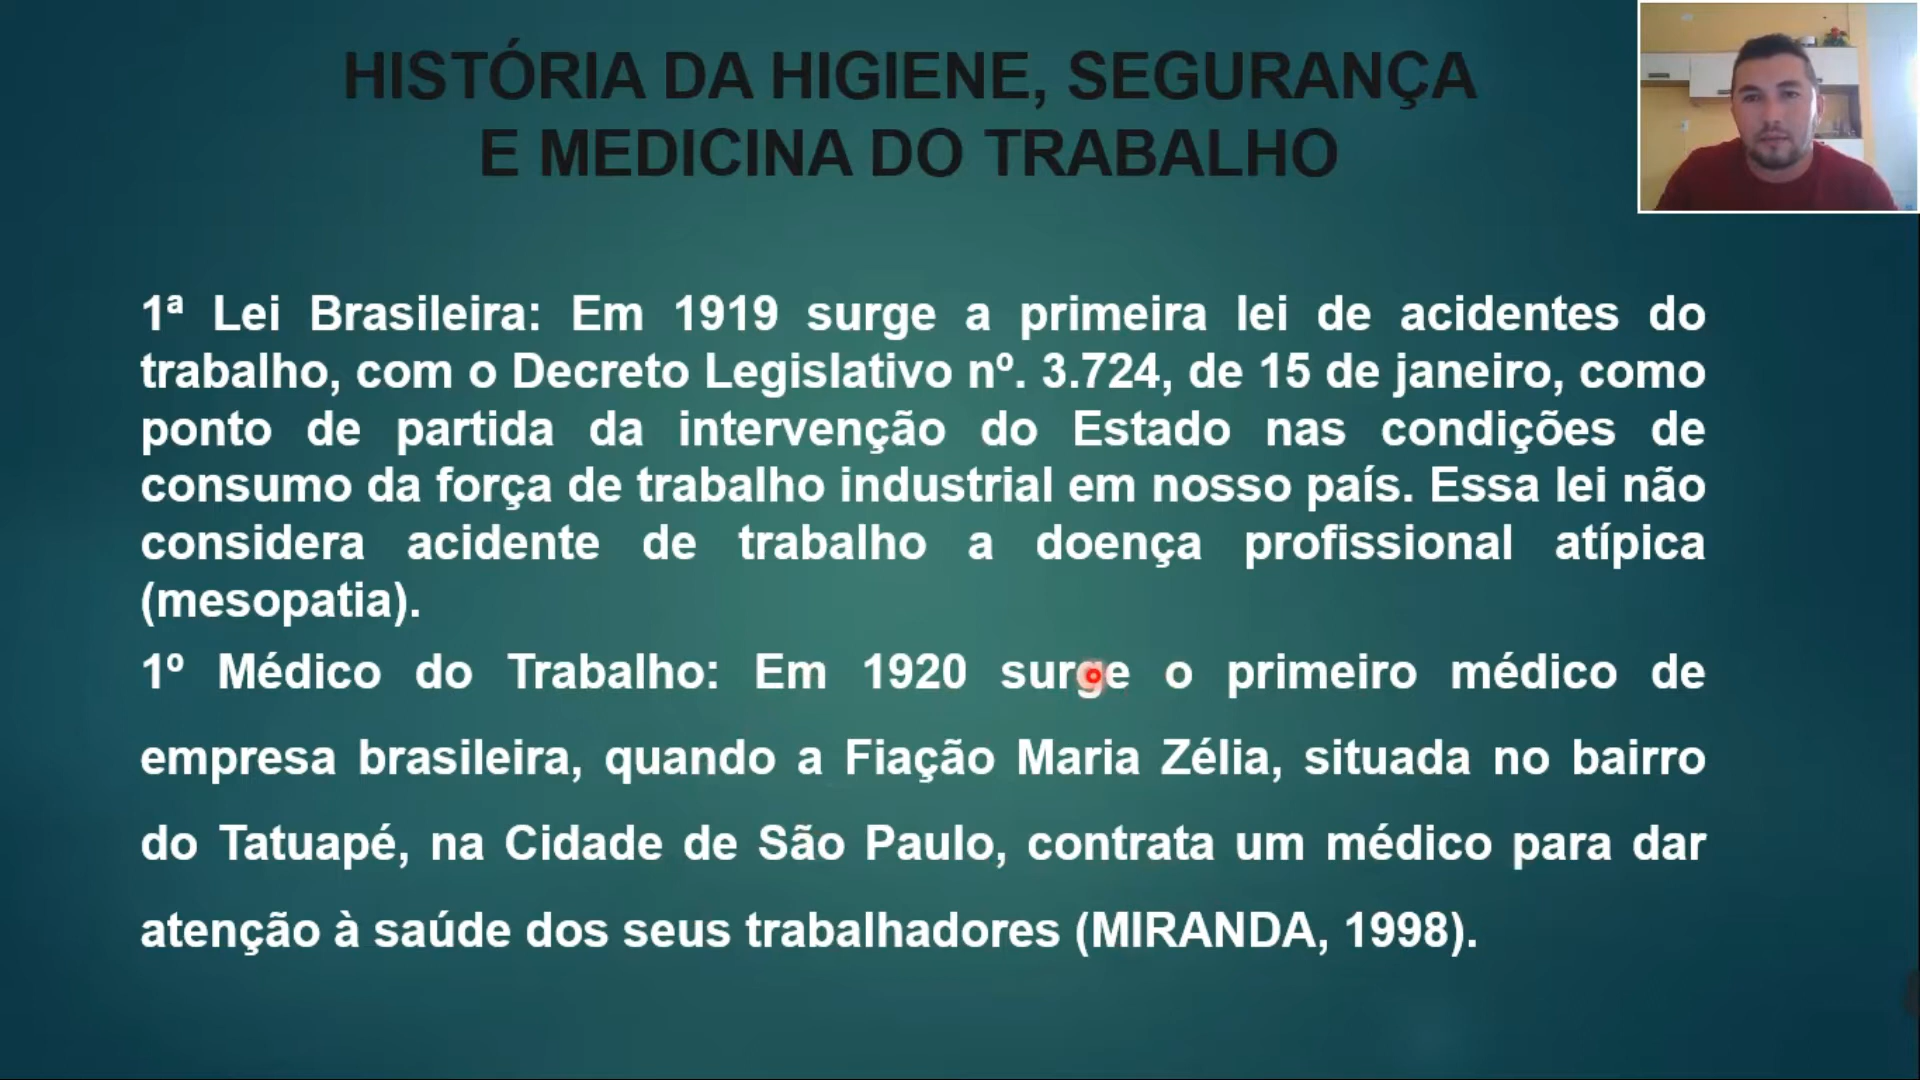 HISTÓRIA DA HIGIENE, SEGURANÇA
E MEDICINA DO TRABALHO
1ª Lei Brasileira: Em 1919 surge a primeira lei de acidentes do
trabalho, com o Decreto Legislativo nº. 3.724, de 15 de janeiro, como
ponto de partida da intervenção do Estado nas condições de
consumo da força de trabalho industrial em nosso país. Essa lei não
considera acidente de trabalho a doença profissional atípica
(mesopatia).
1º Médico do Trabalho: Em 1920 surge o primeiro médico de
empresa brasileira, quando a Fiação Maria Zélia, situada no bairro
do Tatuapé, na Cidade de São Paulo, contrata um médico para dar
atenção à saúde dos seus trabalhadores (MIRANDA, 1998).